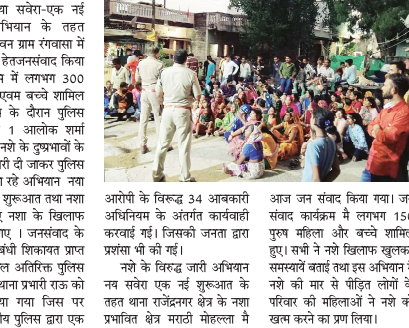 या सवेरा-एक नई
भियान के तहत
वन ग्राम रंगवासा में
हेतजनसंवाद किया
म में लगभग 300
एवम बच्चे शामिल
के दौरान पुलिस
1 आलोक शर्मा
नशे के दुष्प्रभावों के
री दी जाकर पुलिस
रहे अभियान नया
शुरूआत तथा नशा
नशा के खिलाफ
ाए । जनसंवाद के
बंधी शिकायत प्राप्त
ल अतिरिक्त पुलिस
थाना प्रभारी राऊ को
या गया जिस पर
ीय पुलिस द्वारा एक
आरोपी के विरूद्ध 34 आबकारी
अधिनियम के अंतर्गत कार्यवाही
करवाई गई। जिसकी जनता द्वारा
प्रशंसा भी की गई।
नशे के विरुद्ध जारी अभियान
नय सवेरा एक नई शुरूआत के
तहत थाना राजेंद्रनगर क्षेत्र के नशा
प्रभावित क्षेत्र मराठी मोहल्ला मै
आज जन संवाद किया गया। ज
संवाद कार्यक्रम मै लगभग 15
पुरुष महिला और बच्चे शामि
हुए। सभी ने नशे खिलाफ खुलक
समस्यायें बताई तथा इस अभियान
नशे की मार से पीड़ित लोगों
परिवार की महिलाओं ने नशे क
खत्म करने का प्रण लिया।